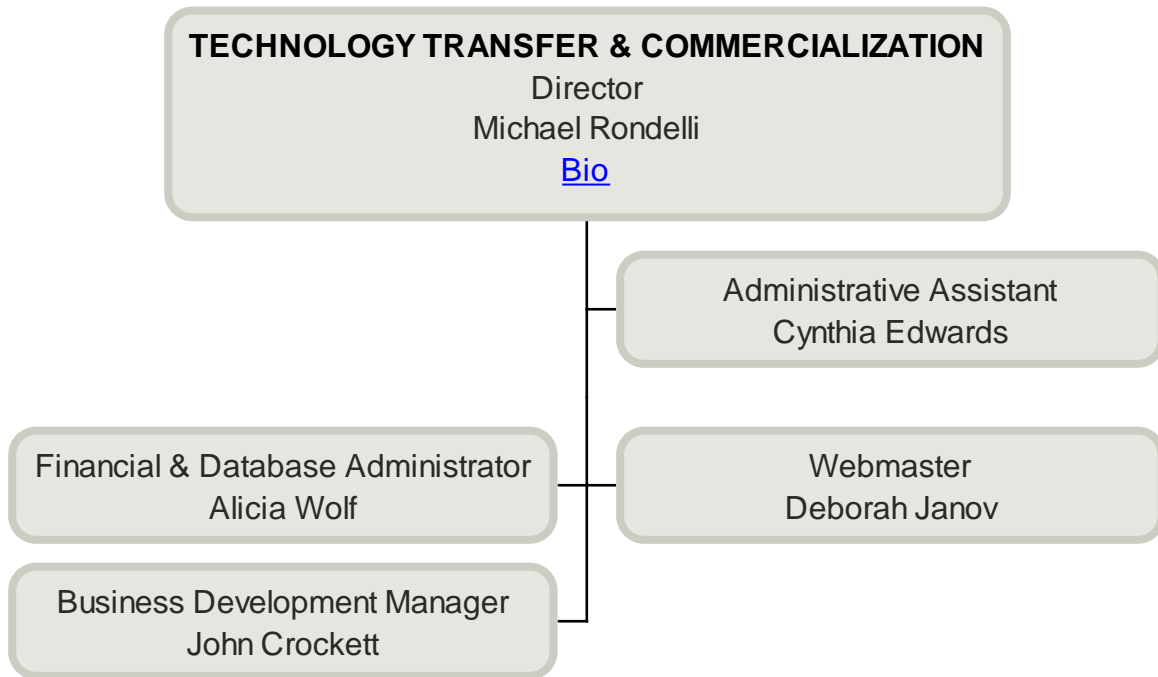 TECHNOLOGY TRANSFER & COMMERCIALIZATION
Director
Michael Rondelli
Bio
Administrative Assistant
Cynthia Edwards
Financial & Database Administrator
Alicia Wolf
Webmaster
Deborah Janov
Business Development Manager
John Crockett